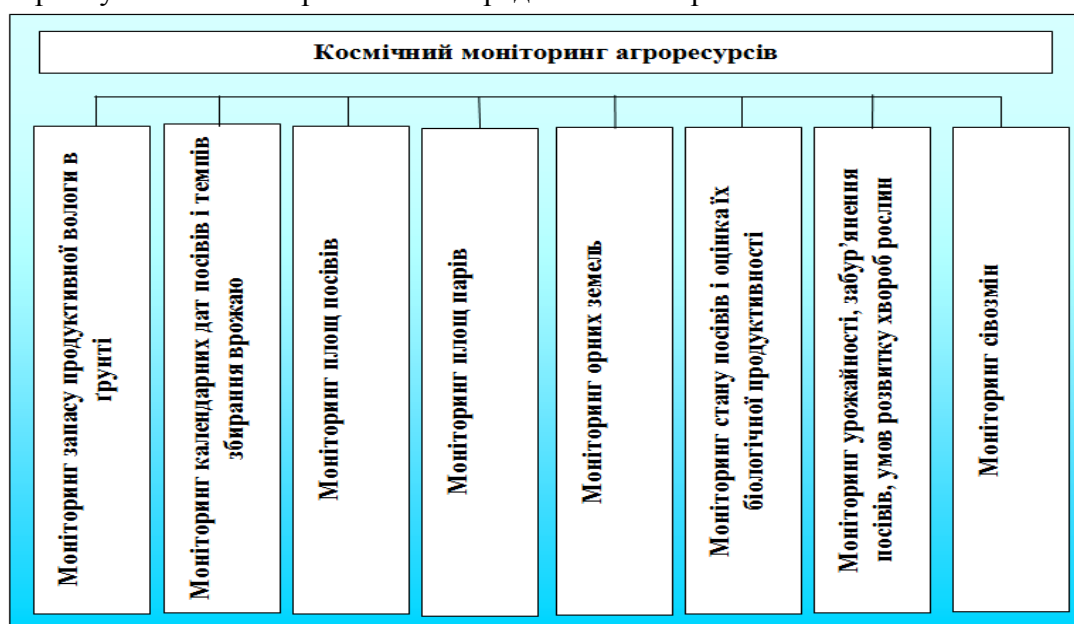 Космічний моніторинг агроресурсів
Моніторинг запасу продуктивної вологи в
ґрунті
Моніторинг календарних дат посівів і темпів
збирання врожаю
Моніторинг площ посівів
Моніторинг площ парів
Моніторинг орних земель
Моніторинг стану посівів і оцінка їх
біологічної продуктивності
Моніторинг урожайності, забур’янення
посівів, умов розвитку хвороб рослин
Моніторинг сівозмін